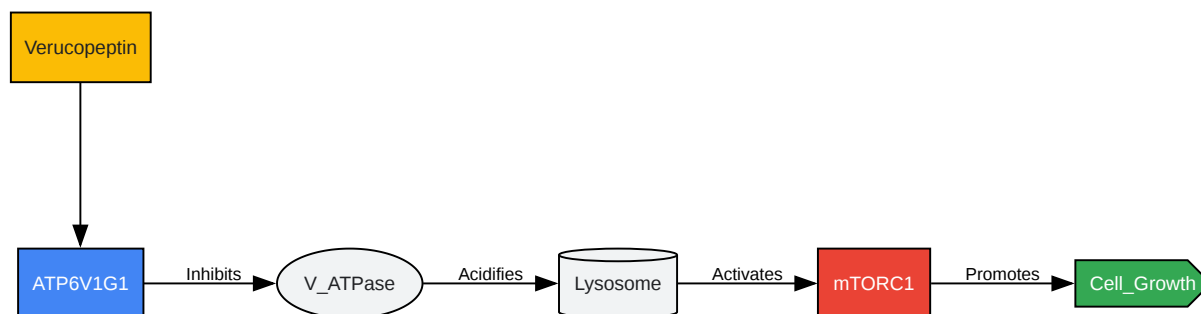 Verucopeptin
ATP6V1G1
Inhibits
V_ATPase
Acidifies
Lysosome
Activates
mTORC1
Promotes
Cell_Growth